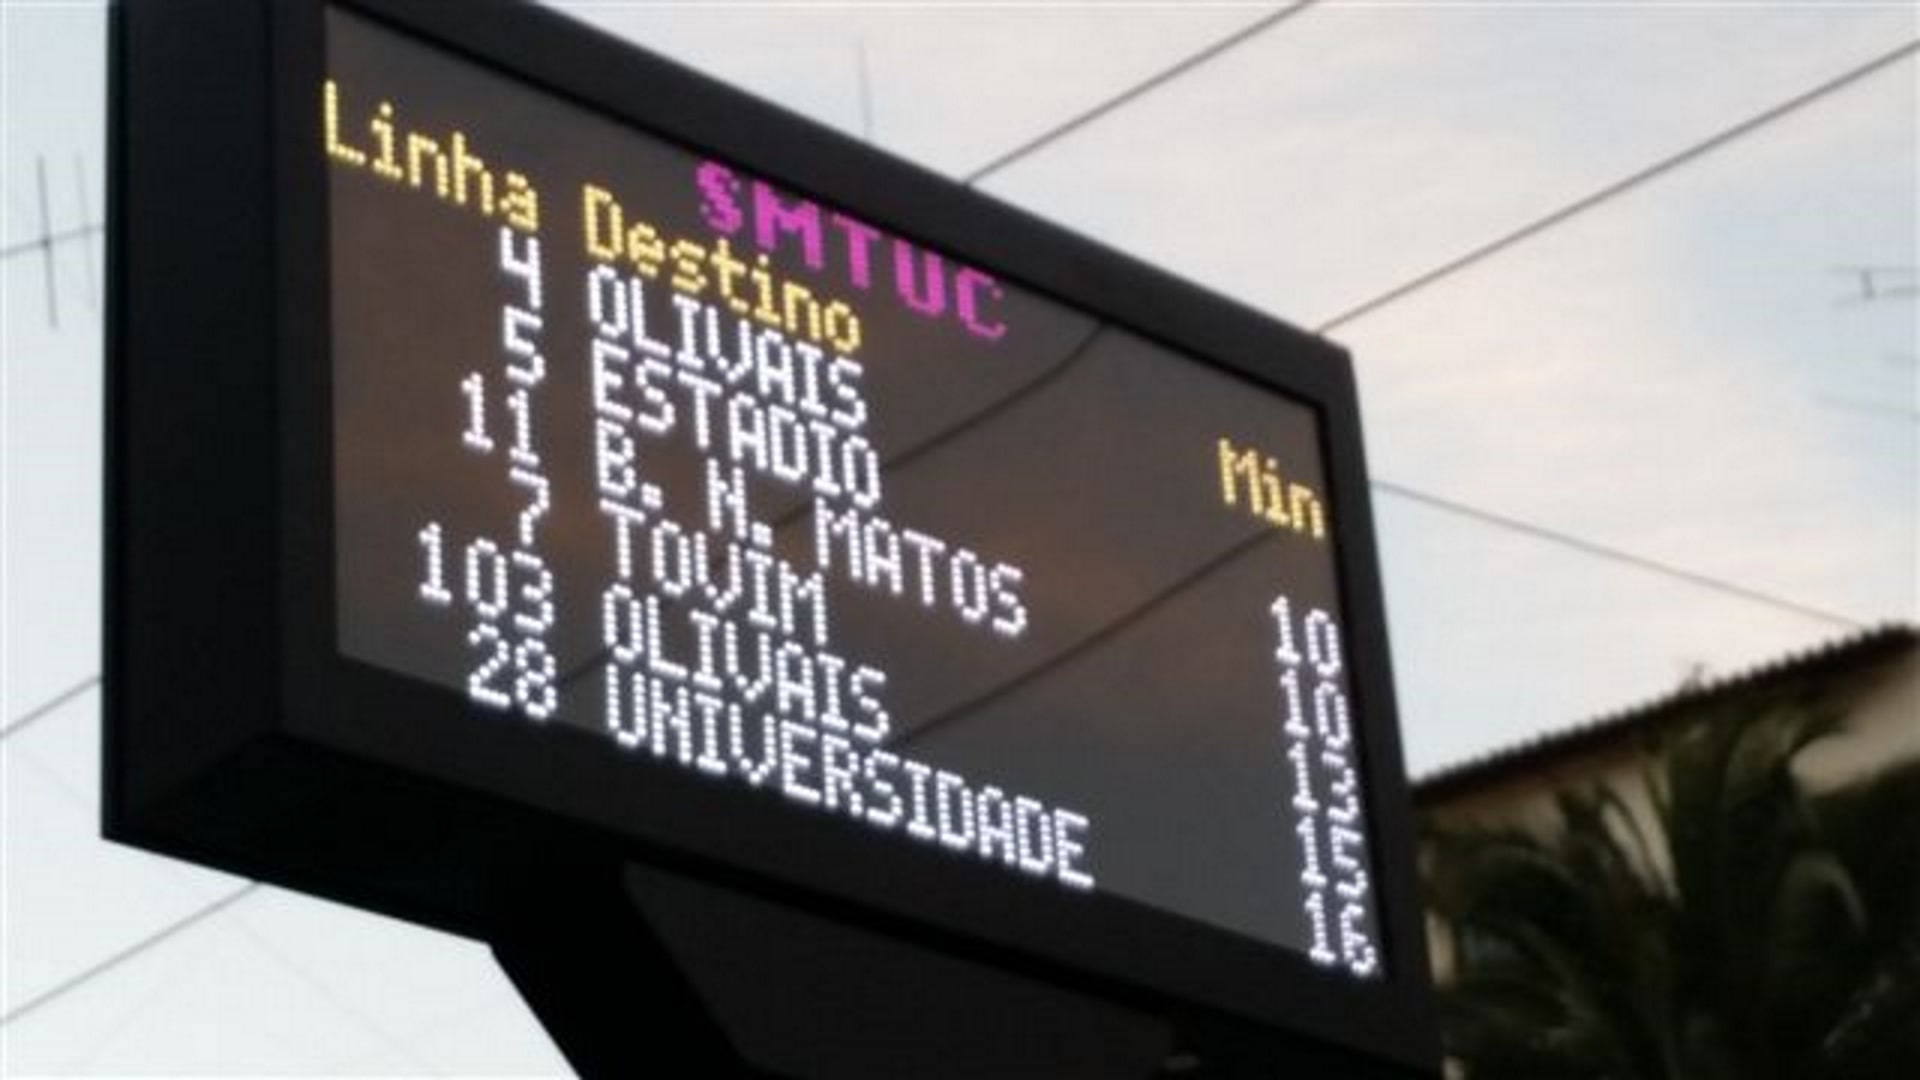 SMTUC
Linha Destino Min
4 OLIVAIS
5 ESTADIO 10
11 B. N. MATOS 10
7 TOVIM 13
103 OLIVAIS 15
28 UNIVERSIDADE 16